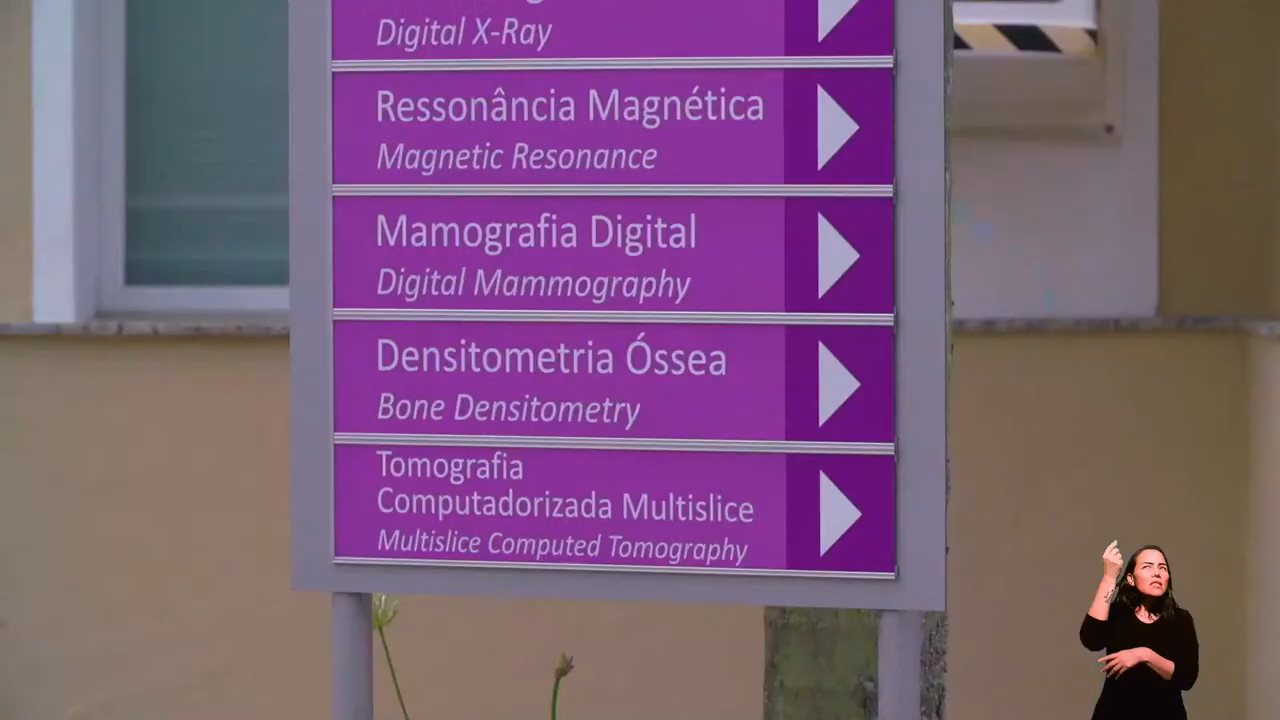 Digital X-Ray
Ressonância Magnética
Magnetic Resonance
Mamografia Digital
Digital Mammography
Densitometria Óssea
Bone Densitometry
Tomografia
Computadorizada Multislice
Multislice Computed Tomography